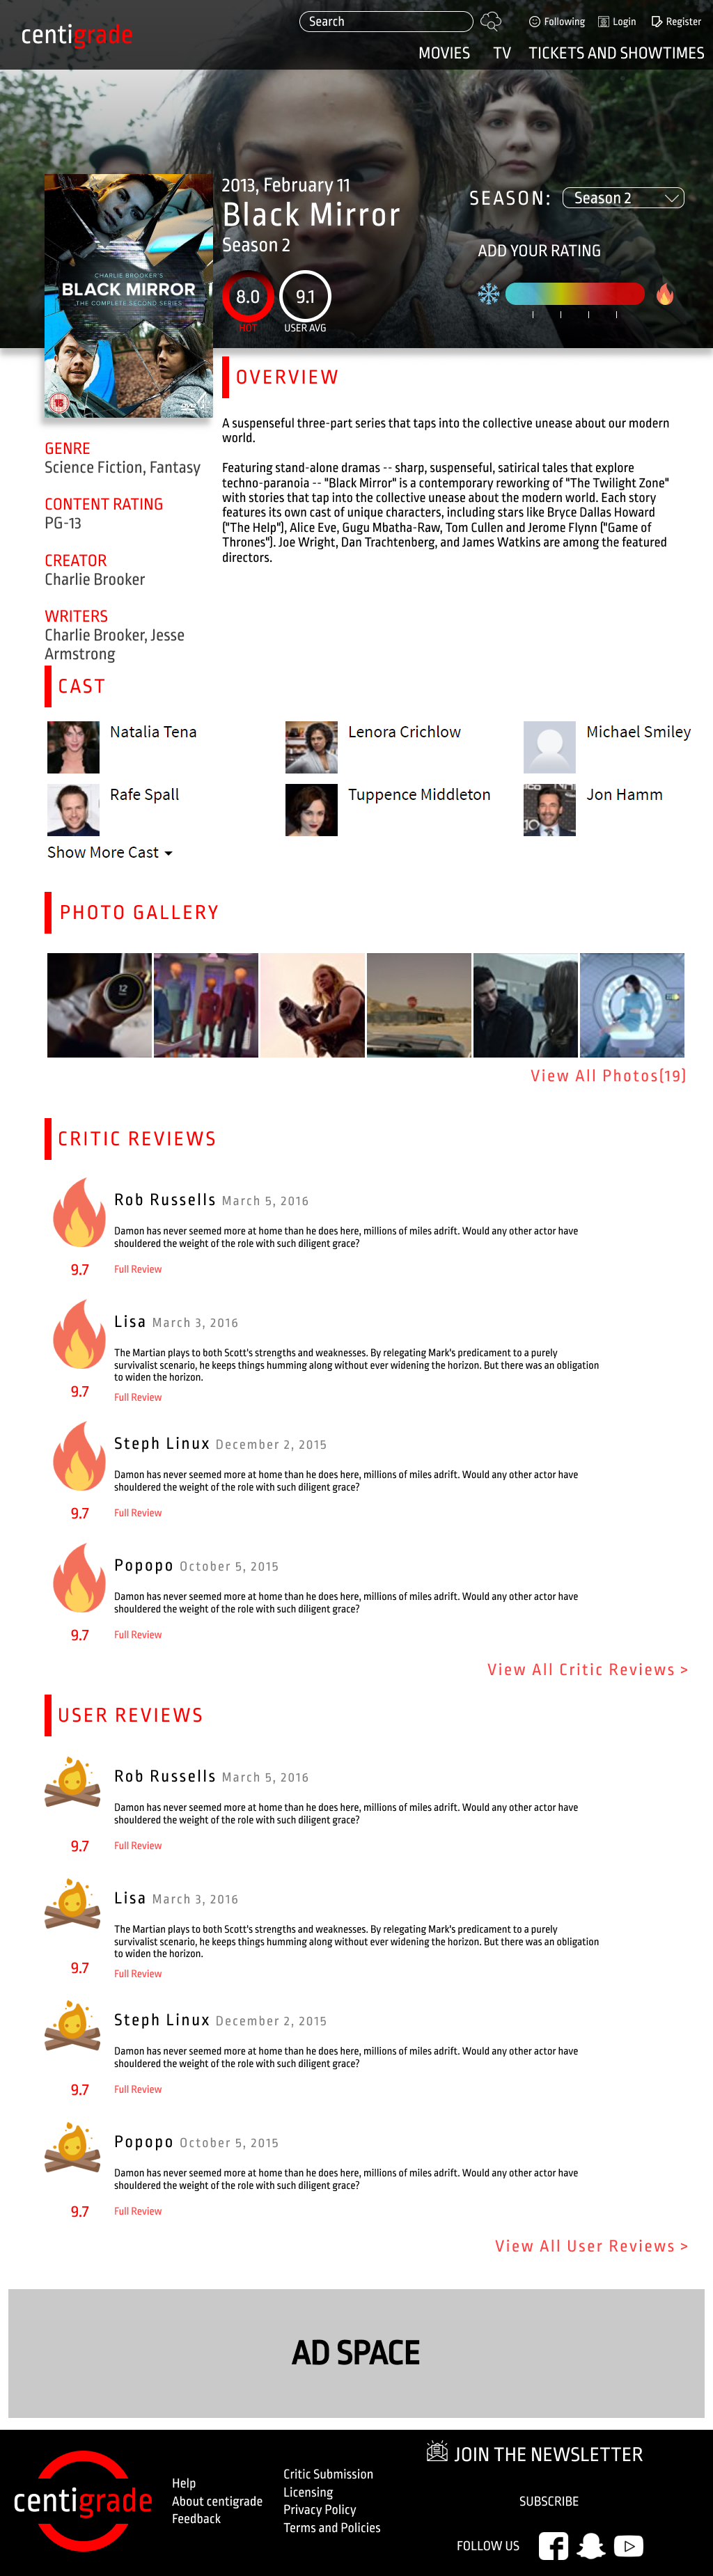 centigrade
Search
Following
Login
Register
MOVIES
TV
TICKETS AND SHOWTIMES
2013, February 11
Black Mirror
Season 2
SEASON:
Season 2
ADD YOUR RATING
8.0
HOT
9.1
USER AVG
CHARLIE BROOKER'S
BLACK MIRROR
THE COMPLETE SECOND SERIES
15
4
OVERVIEW
A suspenseful three-part series that taps into the collective unease about our modern
world.
Featuring stand-alone dramas -- sharp, suspenseful, satirical tales that explore
techno-paranoia -- "Black Mirror" is a contemporary reworking of "The Twilight Zone"
with stories that tap into the collective unease about the modern world. Each story
features its own cast of unique characters, including stars like Bryce Dallas Howard
("The Help"), Alice Eve, Gugu Mbatha-Raw, Tom Cullen and Jerome Flynn ("Game of
Thrones"). Joe Wright, Dan Trachtenberg, and James Watkins are among the featured
directors.
GENRE
Science Fiction, Fantasy
CONTENT RATING
PG-13
CREATOR
Charlie Brooker
WRITERS
Charlie Brooker, Jesse
Armstrong
CAST
Natalia Tena
Lenora Crichlow
Michael Smiley
Rafe Spall
Tuppence Middleton
Jon Hamm
Show More Cast
PHOTO GALLERY
12
View All Photos(19)
CRITIC REVIEWS
Rob Russells March 5, 2016
Damon has never seemed more at home than he does here, millions of miles adrift. Would any other actor have
shouldered the weight of the role with such diligent grace?
9.7
Full Review
Lisa March 3, 2016
The Martian plays to both Scott's strengths and weaknesses. By relegating Mark's predicament to a purely
survivalist scenario, he keeps things humming along without ever widening the horizon. But there was an obligation
to widen the horizon.
9.7
Full Review
Steph Linux December 2, 2015
Damon has never seemed more at home than he does here, millions of miles adrift. Would any other actor have
shouldered the weight of the role with such diligent grace?
9.7
Full Review
Popopo October 5, 2015
Damon has never seemed more at home than he does here, millions of miles adrift. Would any other actor have
shouldered the weight of the role with such diligent grace?
9.7
Full Review
View All Critic Reviews >
USER REVIEWS
Rob Russells March 5, 2016
Damon has never seemed more at home than he does here, millions of miles adrift. Would any other actor have
shouldered the weight of the role with such diligent grace?
9.7
Full Review
Lisa March 3, 2016
The Martian plays to both Scott's strengths and weaknesses. By relegating Mark's predicament to a purely
survivalist scenario, he keeps things humming along without ever widening the horizon. But there was an obligation
to widen the horizon.
9.7
Full Review
Steph Linux December 2, 2015
Damon has never seemed more at home than he does here, millions of miles adrift. Would any other actor have
shouldered the weight of the role with such diligent grace?
9.7
Full Review
Popopo October 5, 2015
Damon has never seemed more at home than he does here, millions of miles adrift. Would any other actor have
shouldered the weight of the role with such diligent grace?
9.7
Full Review
View All User Reviews >
AD SPACE
centigrade
Help
About centigrade
Feedback
Critic Submission
Licensing
Privacy Policy
Terms and Policies
JOIN THE NEWSLETTER
SUBSCRIBE
FOLLOW US